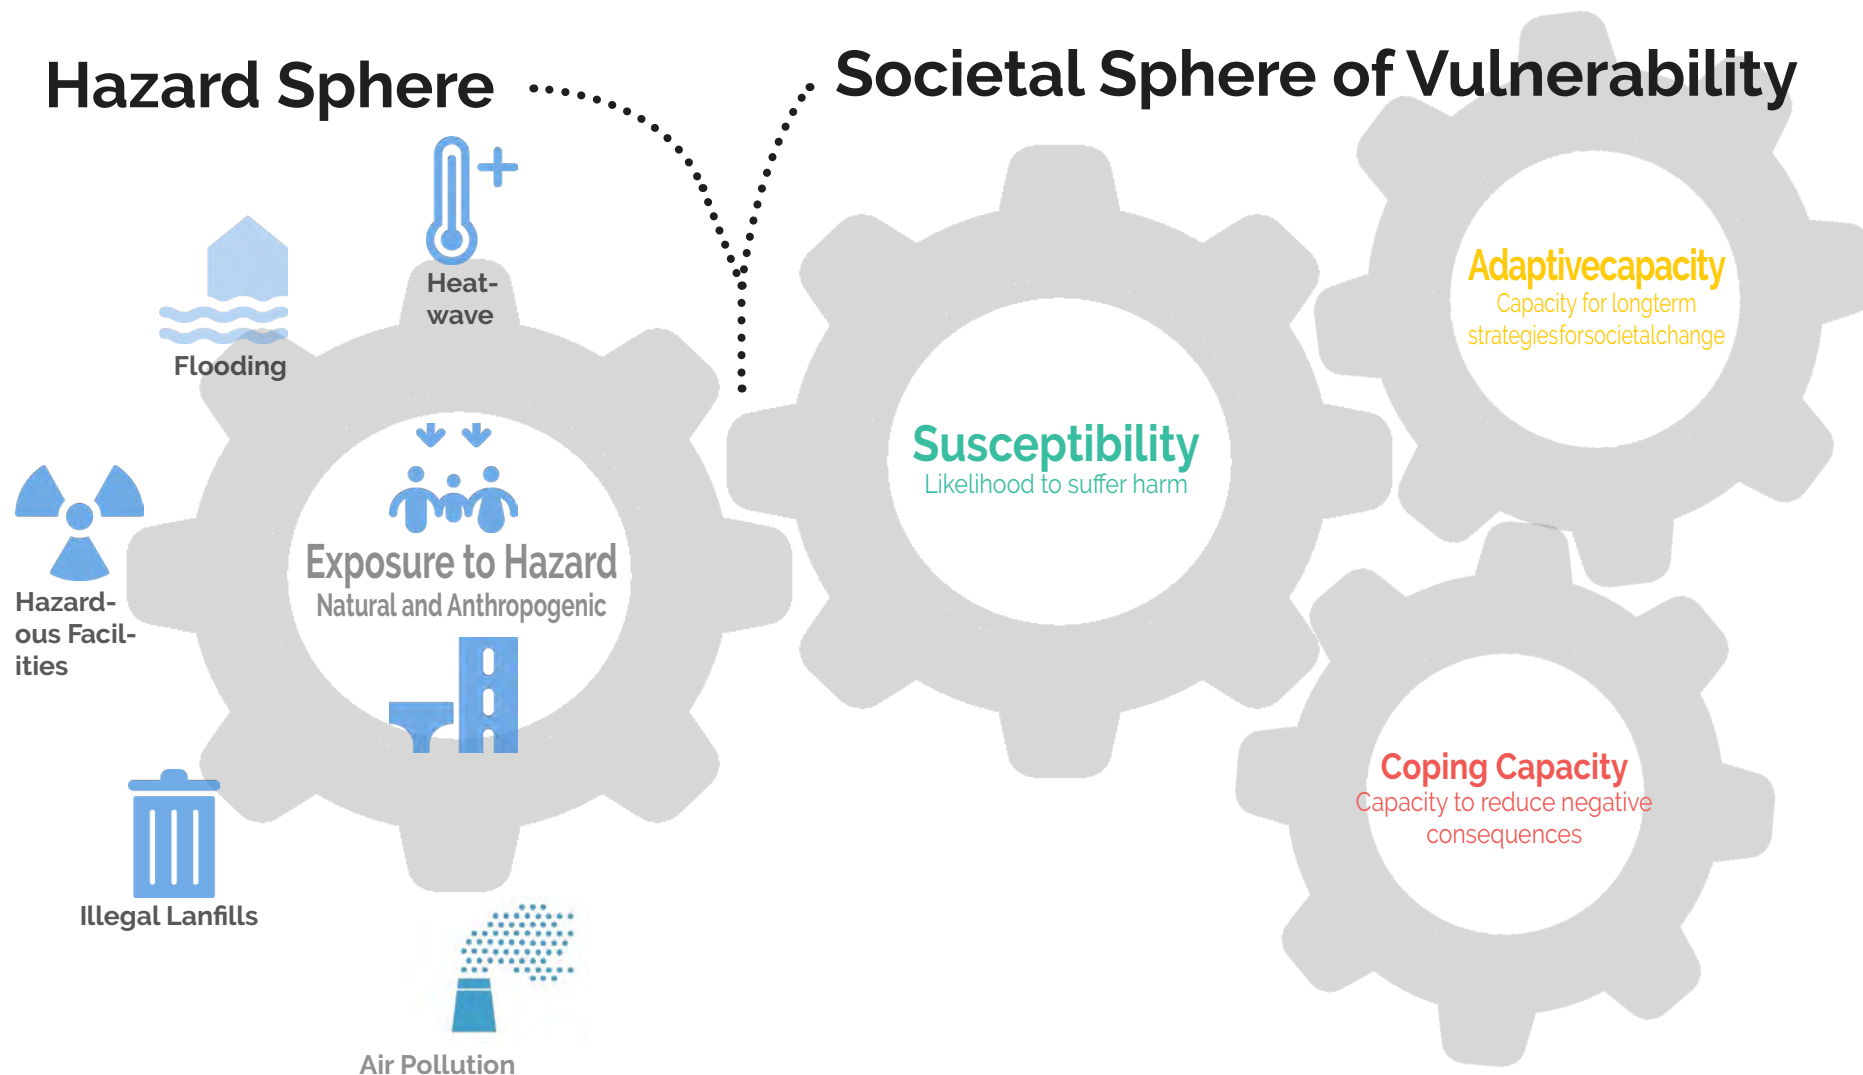 Hazard Sphere
Societal Sphere of Vulnerability
Heat-
wave
Flooding
Hazard-
ous Facil-
ities
Illegal Lanfills
Air Pollution
Exposure to Hazard
Natural and Anthropogenic
Susceptibility
Likelihood to suffer harm
Adaptivecapacity
Capacity for longterm
strategiesforsocietalchange
Coping Capacity
Capacity to reduce negative
consequences